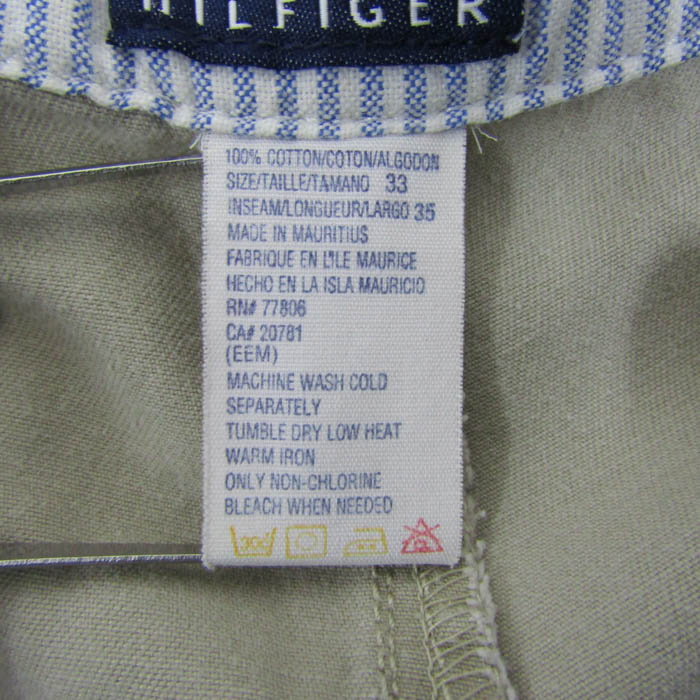 HILFIGER
100% COTTON/COTON/ALGODON
SIZE/TAILLE/TAMANO 33
INSEAM/LONGUEUR/LARGO 35
MADE IN MAURITIUS
FABRIQUE EN L'ILE MAURICE
HECHO EN LA ISLA MAURICIO
RN# 77806
CA# 20781
(EEM)
MACHINE WASH COLD
SEPARATELY
TUMBLE DRY LOW HEAT
WARM IRON
ONLY NON-CHLORINE
BLEACH WHEN NEEDED